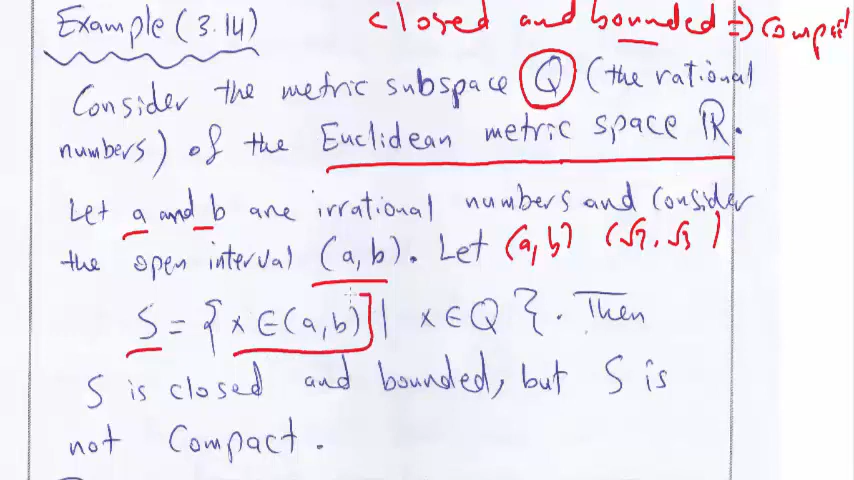 closed and bounded ⇒ Compact
Example (3.14)
Consider the metric subspace Q (the rational
numbers) of the Euclidean metric space ℝ.
Let a and b are irrational numbers and consider
the open interval (a, b). Let (a, b) (√2, √3)
S = { x ∈ (a, b) | x ∈ Q }. Then
S is closed and bounded, but S is
not Compact.